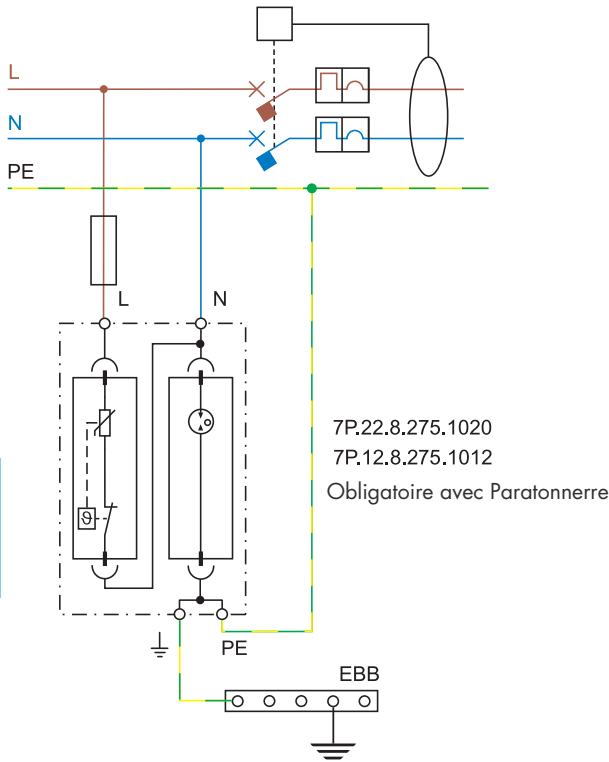 L
N
PE
L
N
7P.22.8.275.1020
7P.12.8.275.1012
Obligatoire avec Paratonnerre
ϑ
PE
EBB